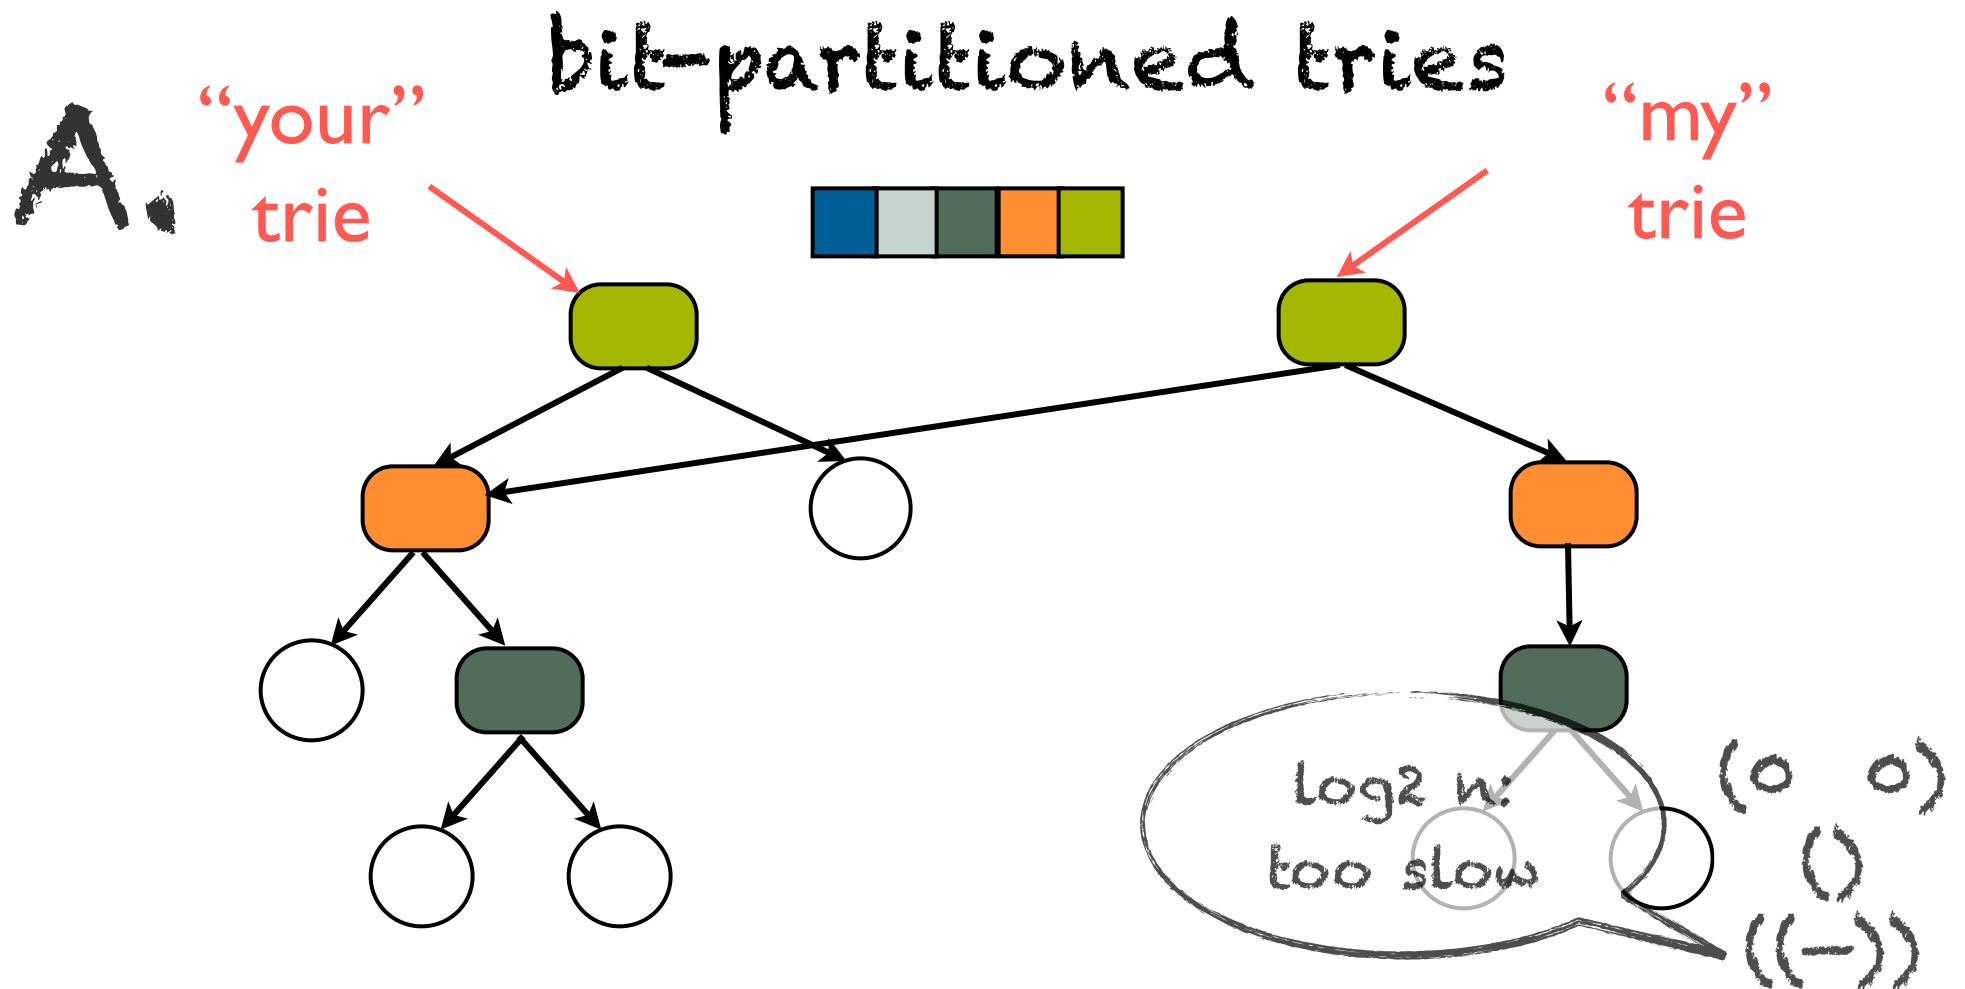 bit-partitioned tries
A.
“your”
trie
“my”
trie
log2 n:
too slow
(o o)
()
((-))